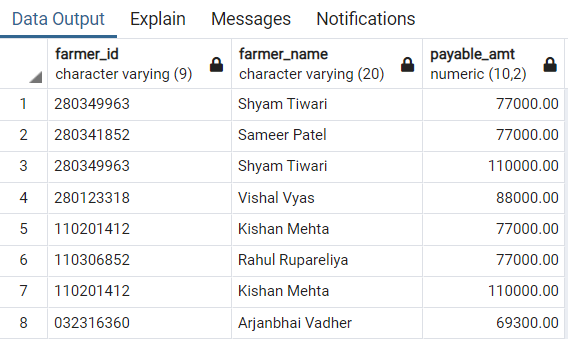 Data Output Explain Messages Notifications
farmer_id farmer_name payable_amt
character varying (9) character varying (20) numeric (10,2)
1 280349963 Shyam Tiwari 77000.00
2 280341852 Sameer Patel 77000.00
3 280349963 Shyam Tiwari 110000.00
4 280123318 Vishal Vyas 88000.00
5 110201412 Kishan Mehta 77000.00
6 110306852 Rahul Rupareliya 77000.00
7 110201412 Kishan Mehta 110000.00
8 032316360 Arjanbhai Vadher 69300.00